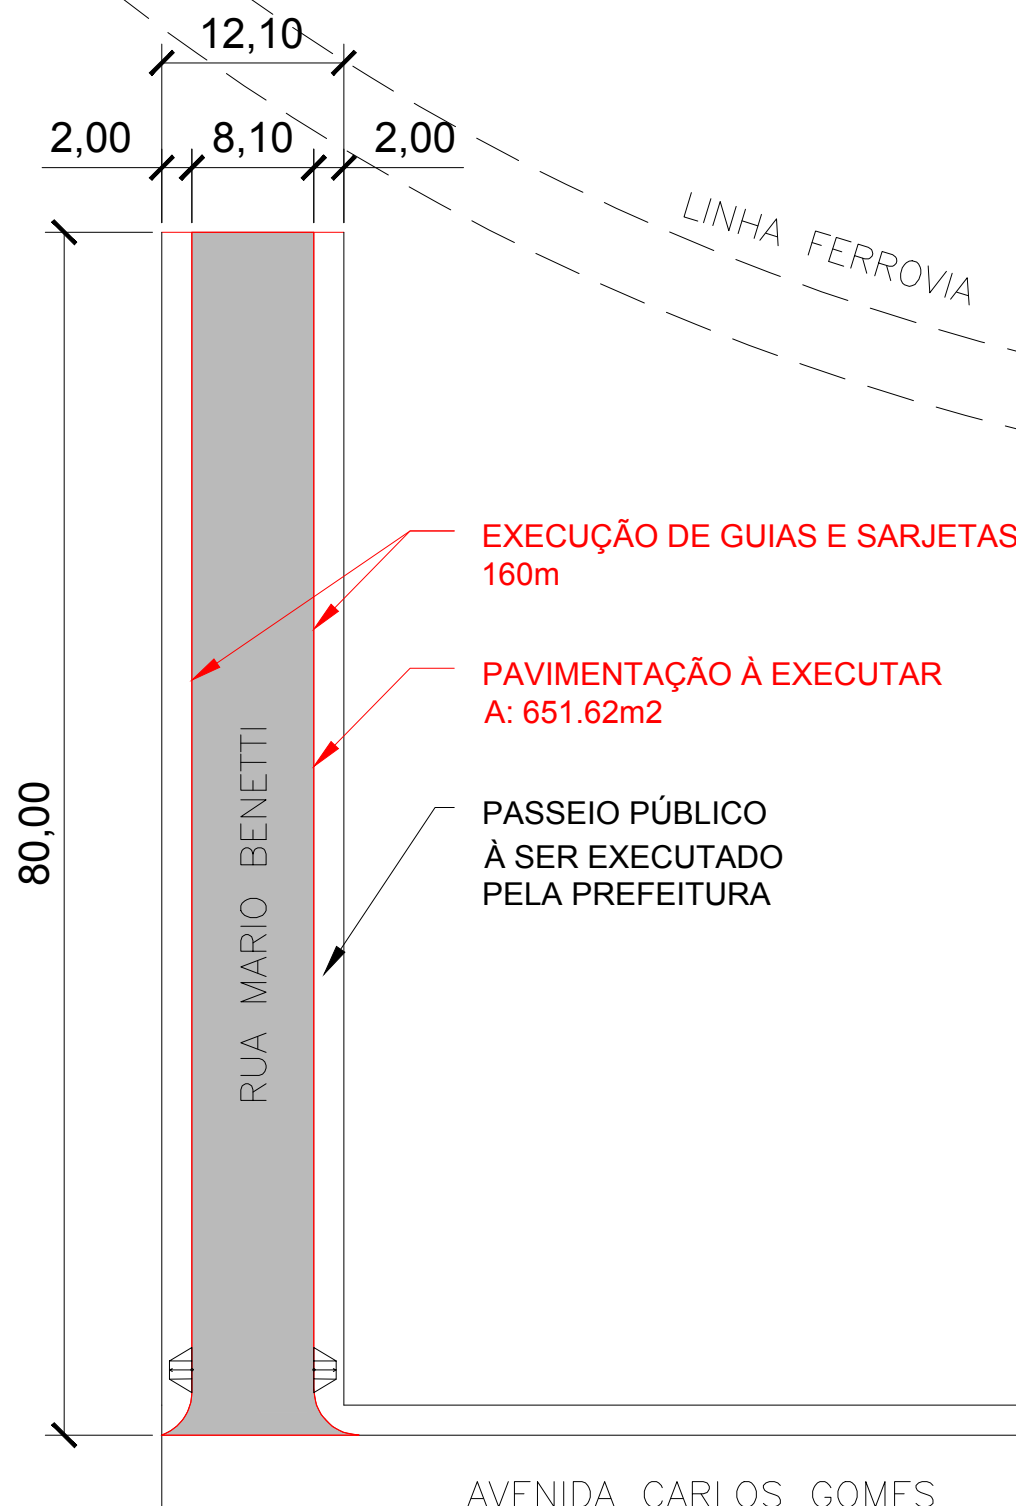 12,10
2,00
8,10
2,00
LINHA FERROVIA
EXECUÇÃO DE GUIAS E SARJETAS
160m
PAVIMENTAÇÃO À EXECUTAR
A: 651.62m2
RUA MARIO BENETTI
80,00
PASSEIO PÚBLICO
À SER EXECUTADO
PELA PREFEITURA
AVENIDA CARLOS GOMES